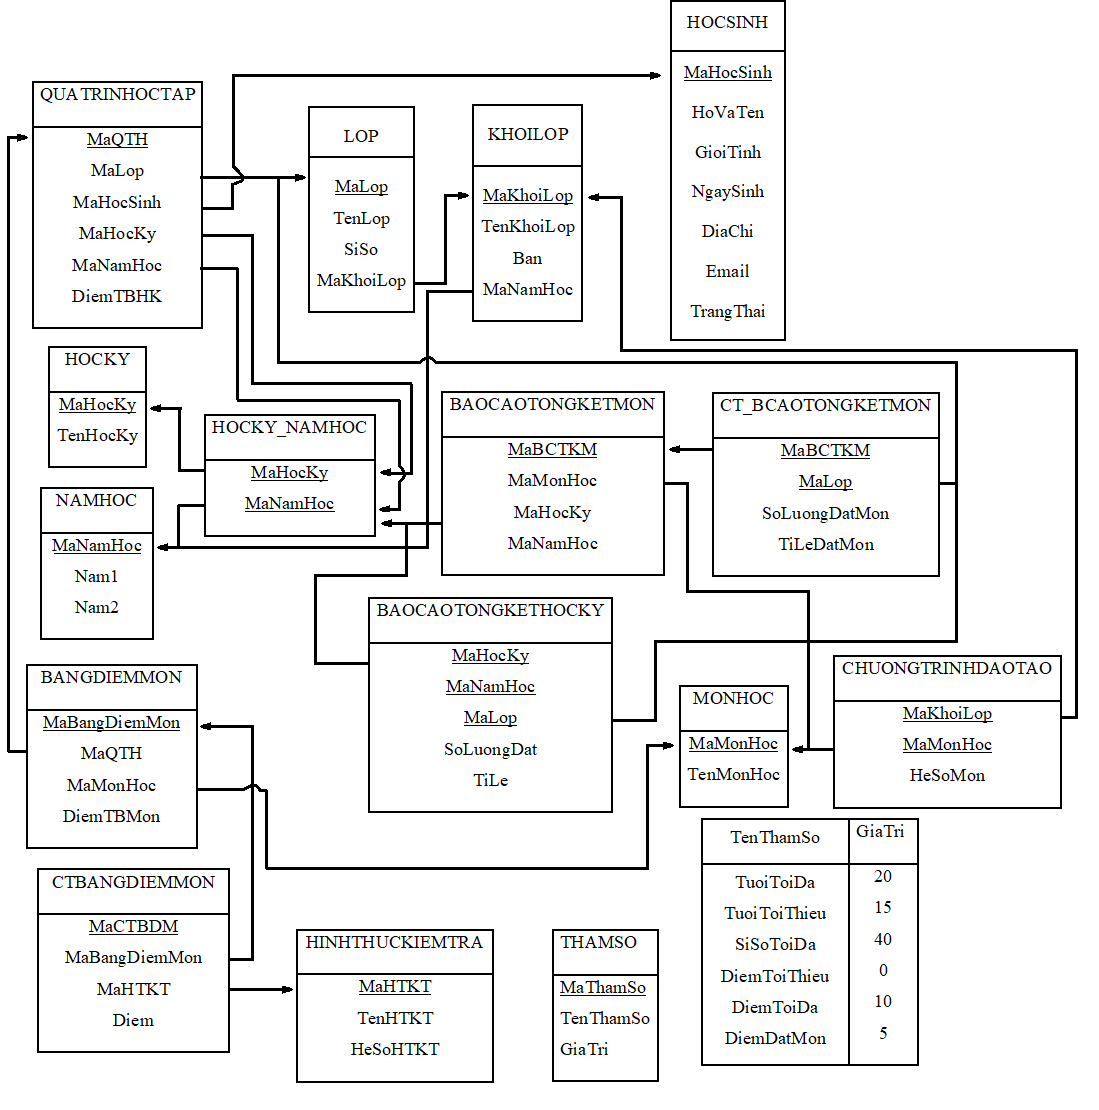 HOCSINH
MaHocSinh
HoVaTen
GioiTinh
NgaySinh
DiaChi
Email
TrangThai
QUATRINHOCTAP
MaQTH
MaLop
MaHocSinh
MaHocKy
MaNamHoc
DiemTBHK
LOP
MaLop
TenLop
SiSo
MaKhoiLop
KHOILOP
MaKhoiLop
TenKhoiLop
Ban
MaNamHoc
HOCKY
MaHocKy
TenHocKy
HOCKY_NAMHOC
MaHocKy
MaNamHoc
BAOCAOTONGKETMON
MaBCTKM
MaMonHoc
MaHocKy
MaNamHoc
CT_BCAOTONGKETMON
MaBCTKM
MaLop
SoLuongDatMon
TiLeDatMon
NAMHOC
MaNamHoc
Nam1
Nam2
BAOCAOTONGKETHOCKY
MaHocKy
MaNamHoc
MaLop
SoLuongDat
TiLe
BANGDIEMMON
MaBangDiemMon
MaQTH
MaMonHoc
DiemTBMon
MONHOC
MaMonHoc
TenMonHoc
CHUONGTRINHDAOTAO
MaKhoiLop
MaMonHoc
HeSoMon
CTBANGDIEMMON
MaCTBDM
MaBangDiemMon
MaHTKT
Diem
HINHTHUCKIEMTRA
MaHTKT
TenHTKT
HeSoHTKT
THAMSO
MaThamSo
TenThamSo
GiaTri
TenThamSo GiaTri
TuoiToiDa 20
TuoiToiThieu 15
SiSoToiDa 40
DiemToiThieu 0
DiemToiDa 10
DiemDatMon 5